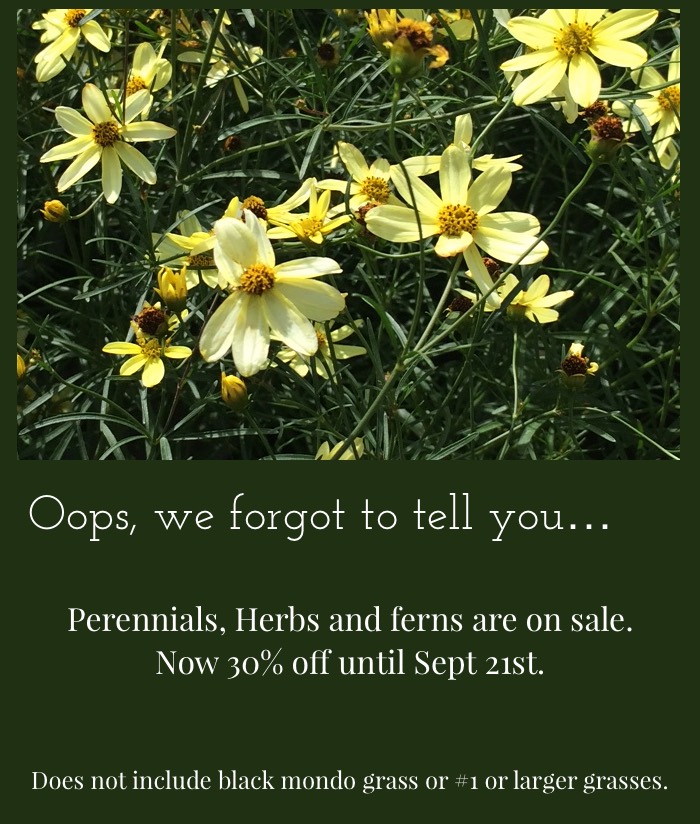 Oops, we forgot to tell you...
Perennials, Herbs and ferns are on sale.
Now 30% off until Sept 21st.
Does not include black mondo grass or #1 or larger grasses.